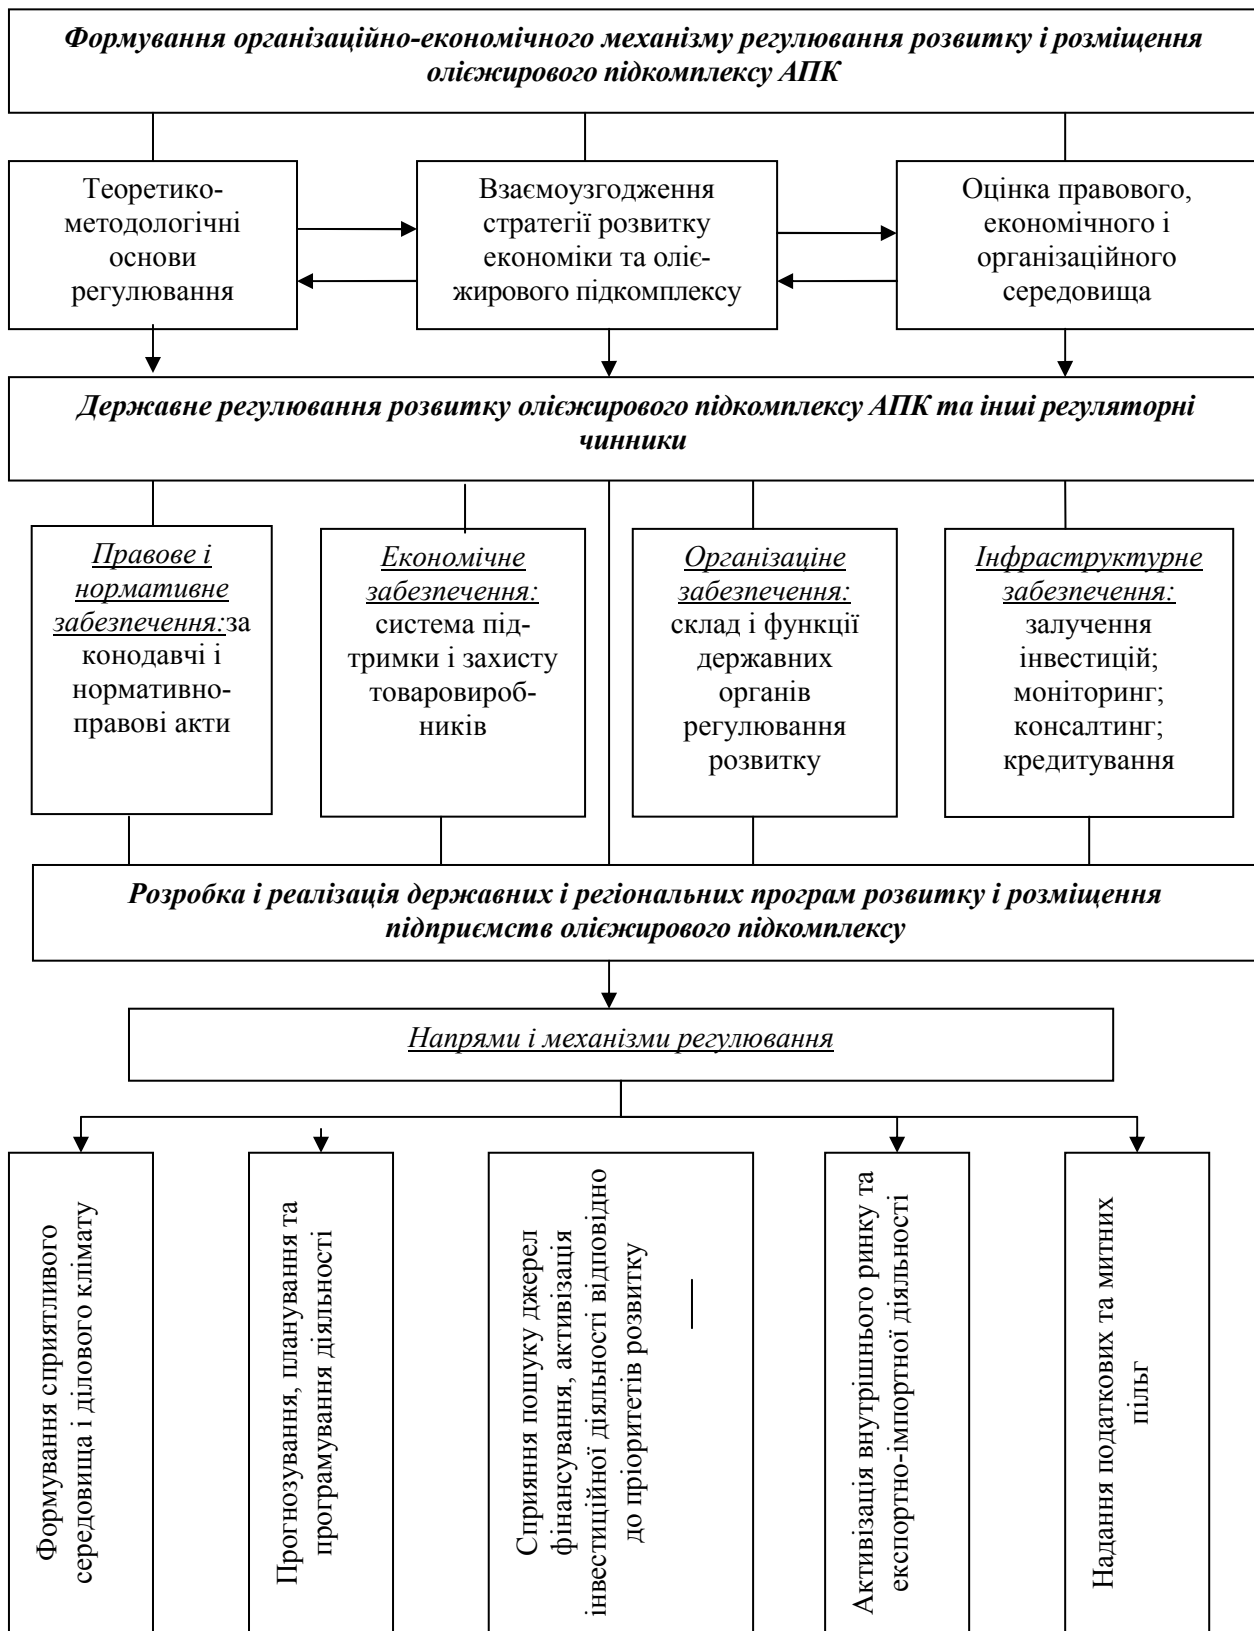 Формування організаційно-економічного механізму регулювання розвитку і розміщення
олієжирового підкомплексу АПК
Теоретико-
методологічні
основи
регулювання
Взаємоузгодження
стратегії розвитку
економіки та оліє-
жирового підкомплексу
Оцінка правового,
економічного і
організаційного
середовища
Державне регулювання розвитку олієжирового підкомплексу АПК та інші регуляторні
чинники
Правове і
нормативне
забезпечення:за
конодавчі і
нормативно-
правові акти
Економічне
забезпечення:
система під-
тримки і захисту
товаровироб-
ників
Організаціне
забезпечення:
склад і функції
державних
органів
регулювання
розвитку
Інфраструктурне
забезпечення:
залучення
інвестицій;
моніторинг;
консалтинг;
кредитування
Розробка і реалізація державних і регіональних програм розвитку і розміщення
підприємств олієжирового підкомплексу
Напрями і механізми регулювання
Формування сприятливого
середовища і ділового клімату
Прогнозування, планування та
програмування діяльності
Сприяння пошуку джерел
фінансування, активізація
інвестиційної діяльності відповідно
до пріоритетів розвитку
Активізація внутрішнього ринку та
експортно-імпортної діяльності
Надання податкових та митних
пільг